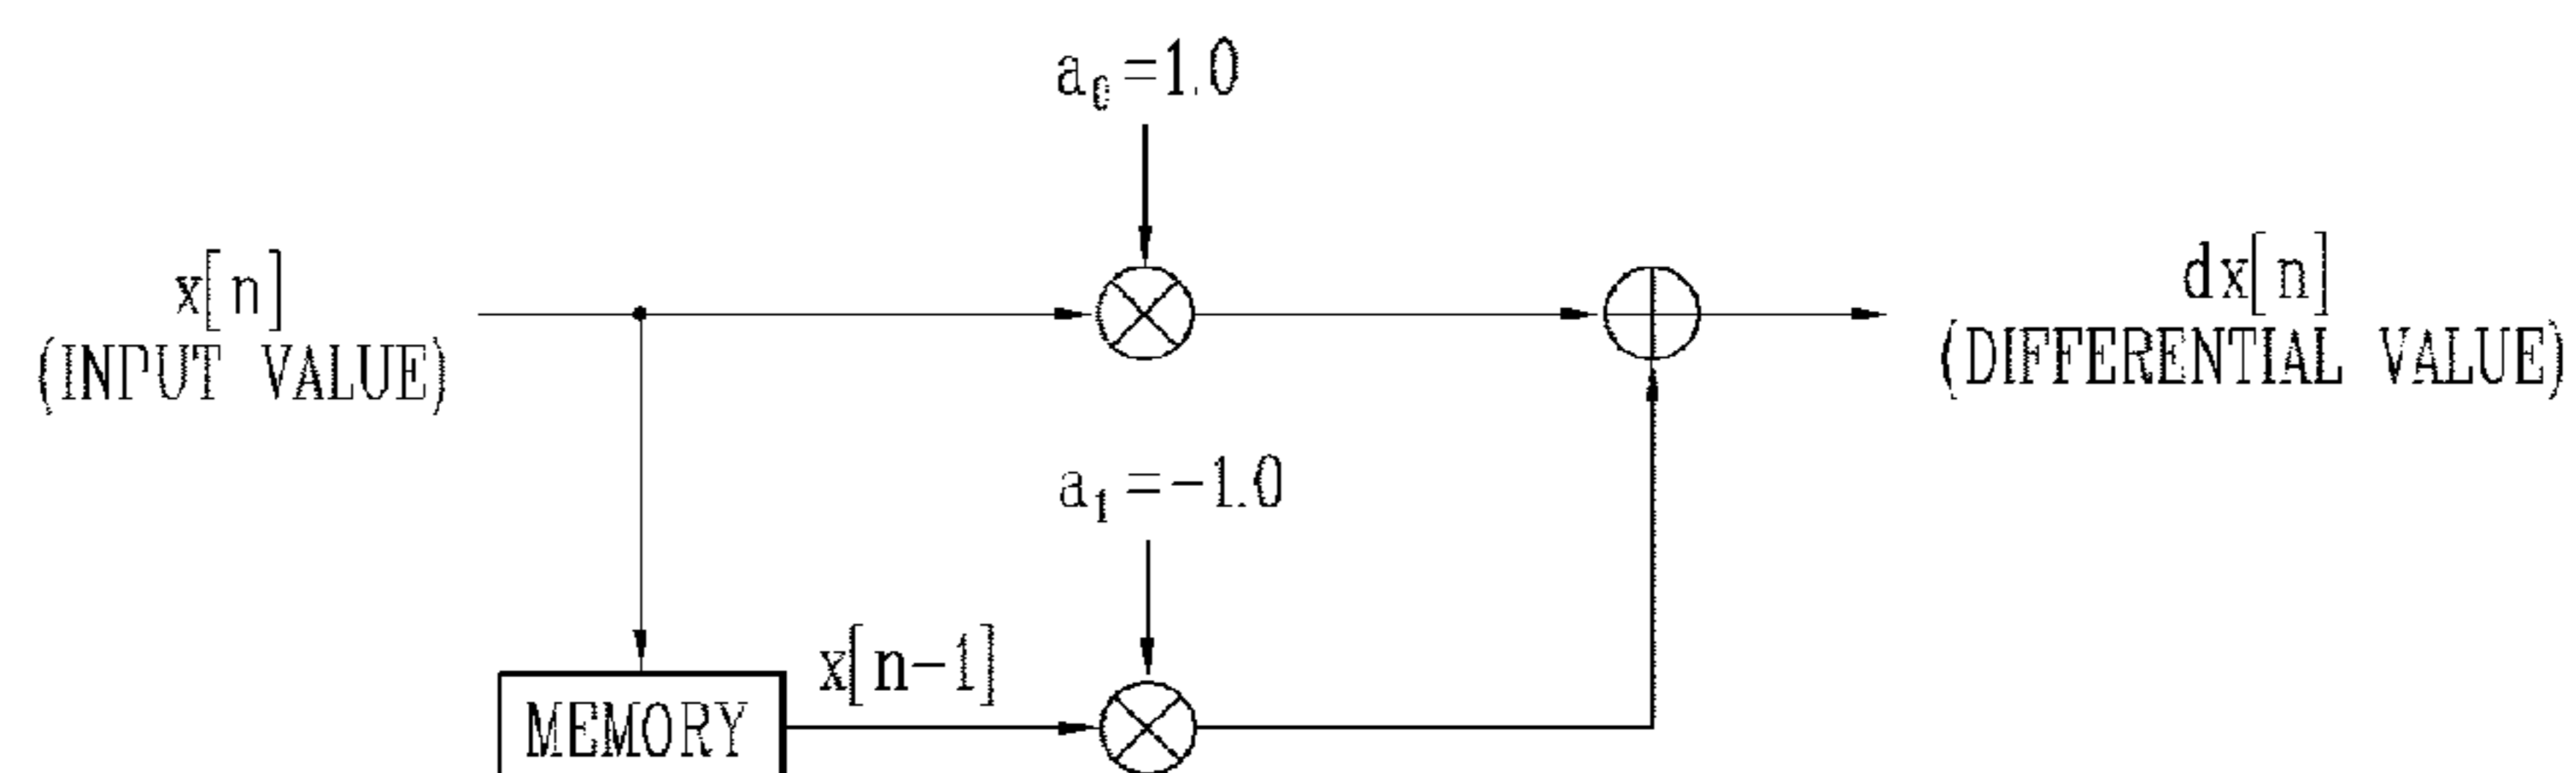 a₀=1.0
x[n]
(INPUT VALUE)
dx[n]
(DIFFERENTIAL VALUE)
a₁=-1.0
x[n-1]
MEMORY